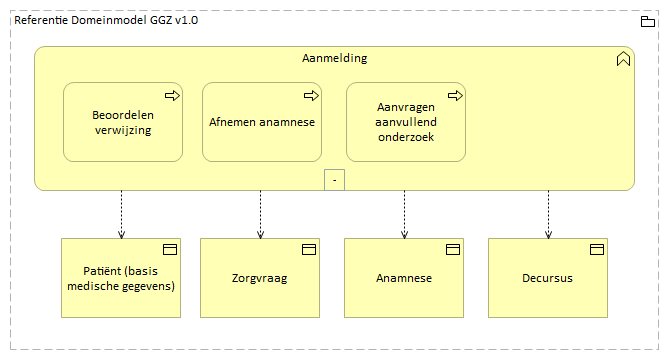 Referentie Domeinmodel GGZ v1.0
Aanmelding
Beoordelen
verwijzing
Afnemen anamnese
Aanvragen
aanvullend
onderzoek
-
Patiënt (basis
medische gegevens)
Zorgvraag
Anamnese
Decursus